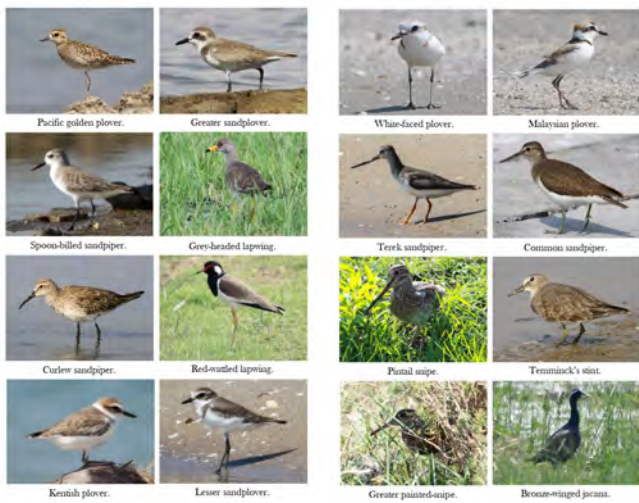 Pacific golden plover.
Greater sandplover.
White-faced plover.
Malaysian plover.
Spoon-billed sandpiper.
Grey-headed lapwing.
Terek sandpiper.
Common sandpiper.
Curlew sandpiper.
Red-wattled lapwing.
Pintail snipe.
Temminck's stint.
Kentish plover.
Lesser sandplover.
Greater painted-snipe.
Bronze-winged jacana.